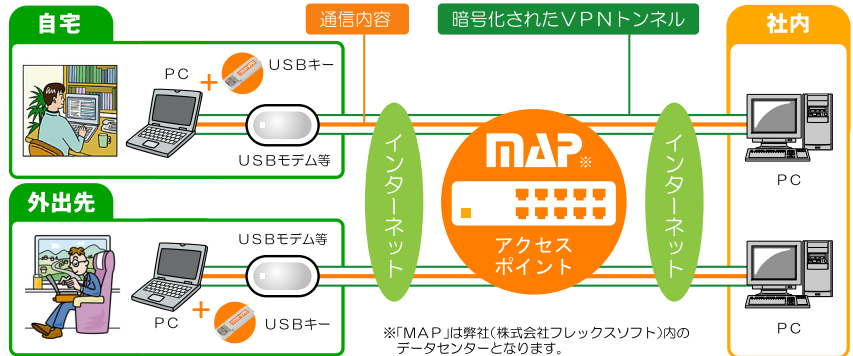 自宅
通信内容
暗号化されたVPNトンネル
社内
PC
+
USBキー
USBモデム等
インターネット
MAP※
アクセス
ポイント
インターネット
PC
外出先
USBモデム等
PC
+
USBキー
PC
※「MAP」は弊社(株式会社フレックスソフト)内の
データセンターとなります。